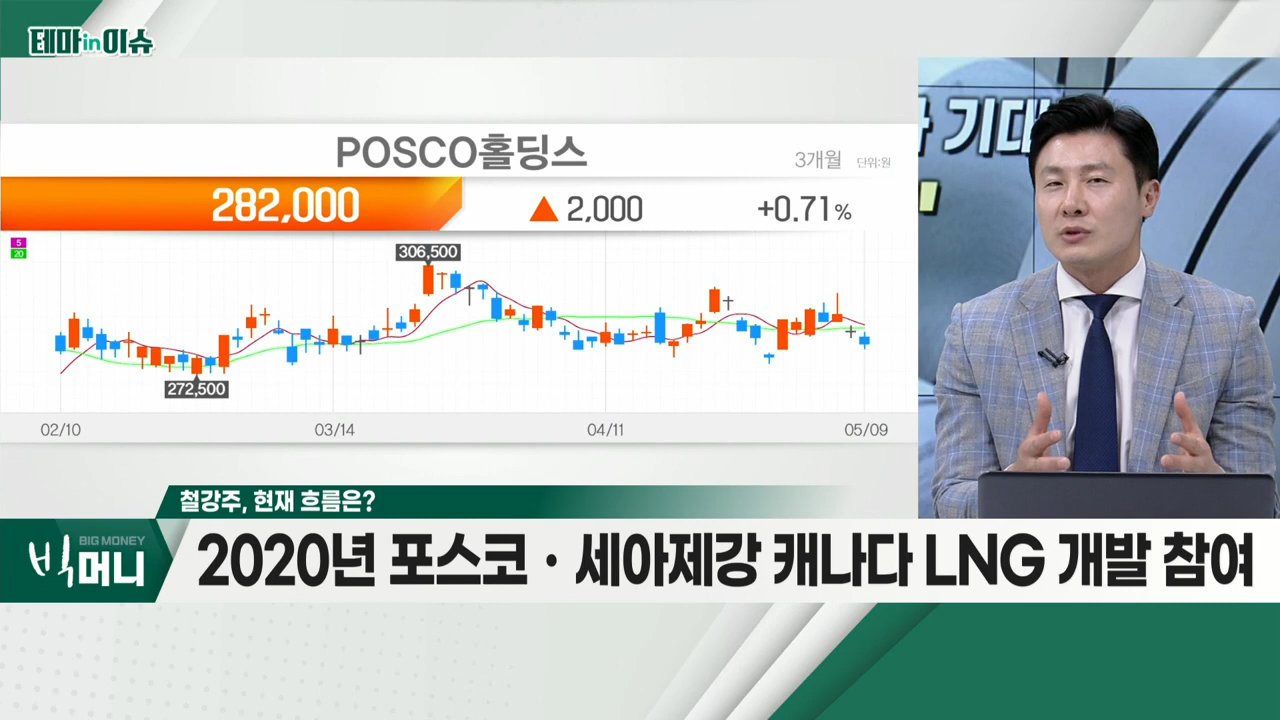 테마in이슈
POSCO홀딩스
3개월 단위:원
282,000 ▲ 2,000 +0.71%
5
20
306,500
272,500
02/10 03/14 04/11 05/09
기대
철강주, 현재 흐름은?
BIG MONEY
빅머니
2020년 포스코 · 세아제강 캐나다 LNG 개발 참여